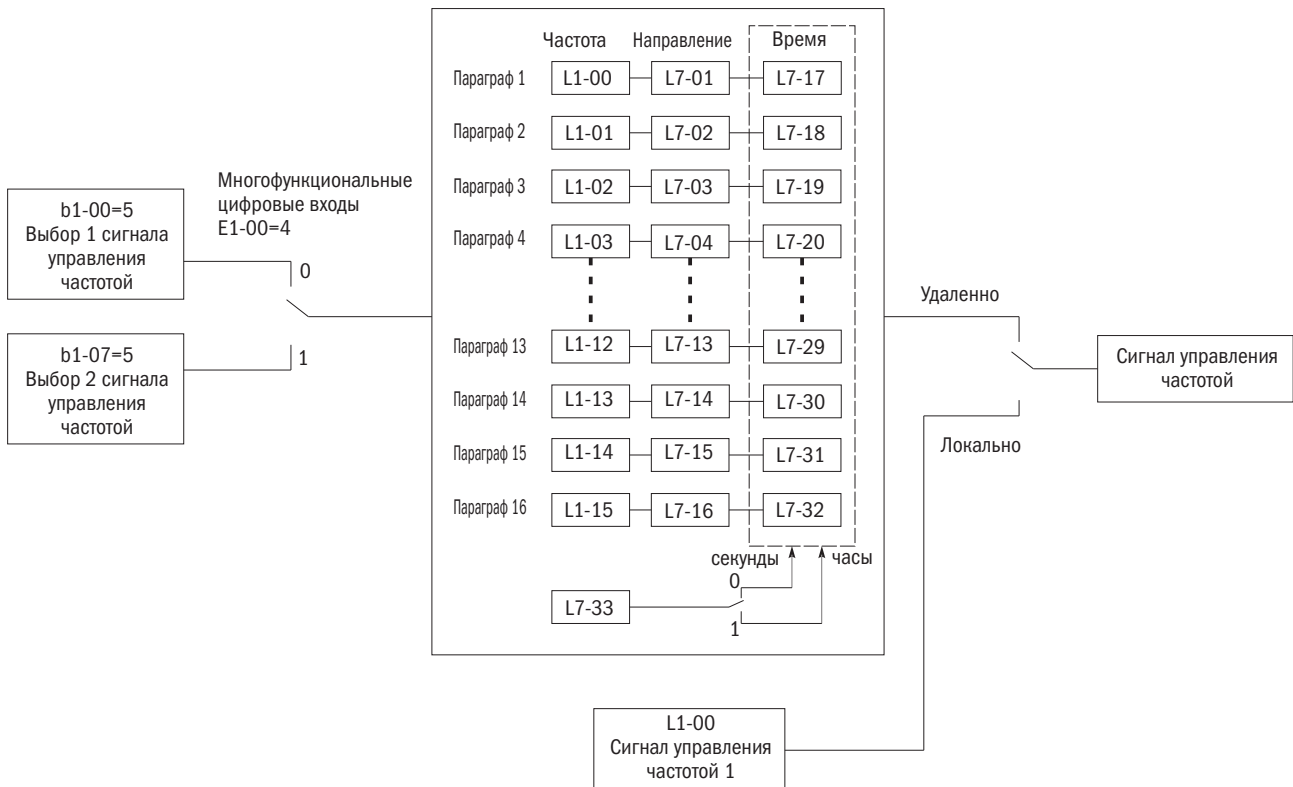 Частота Направление Время
Параграф 1 L1-00 L7-01 L7-17
Параграф 2 L1-01 L7-02 L7-18
Параграф 3 L1-02 L7-03 L7-19
Параграф 4 L1-03 L7-04 L7-20
Параграф 13 L1-12 L7-13 L7-29
Параграф 14 L1-13 L7-14 L7-30
Параграф 15 L1-14 L7-15 L7-31
Параграф 16 L1-15 L7-16 L7-32
секунды часы
0
L7-33
1
Многофункциональные
цифровые входы
E1-00=4
b1-00=5
Выбор 1 сигнала
управления
частотой
0
b1-07=5
Выбор 2 сигнала
управления
частотой
1
Удаленно
Сигнал управления
частотой
Локально
L1-00
Сигнал управления
частотой 1